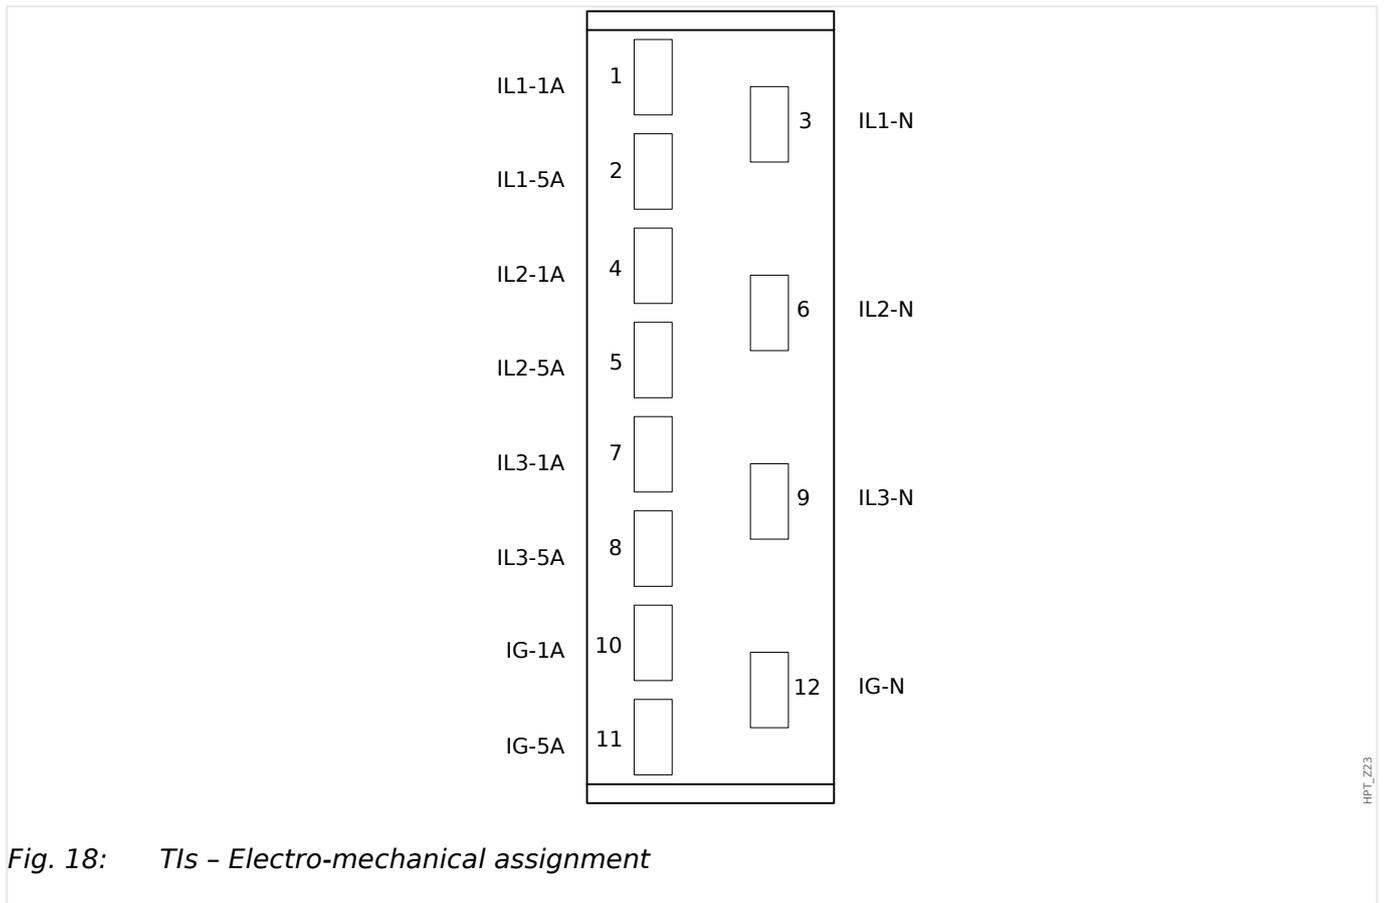 IL1-1A 1
3 IL1-N
IL1-5A 2
IL2-1A 4
6 IL2-N
IL2-5A 5
IL3-1A 7
9 IL3-N
IL3-5A 8
IG-1A 10
12 IG-N
IG-5A 11
HPT_Z23
Fig. 18: TIs – Electro-mechanical assignment